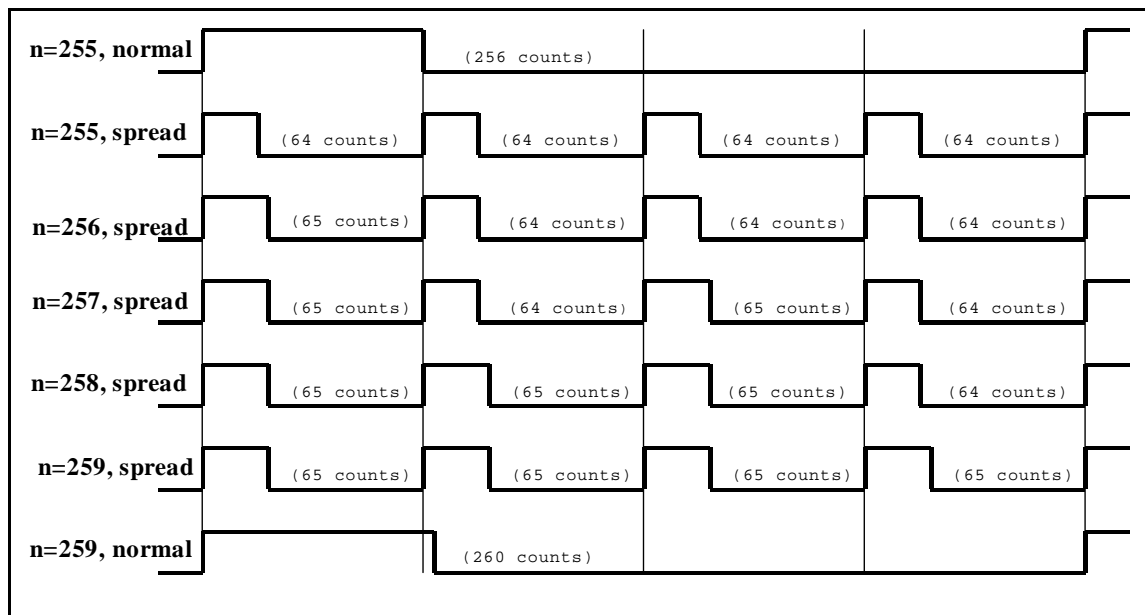 n=255, normal
(256 counts)
n=255, spread
(64 counts) (64 counts) (64 counts) (64 counts)
n=256, spread
(65 counts) (64 counts) (64 counts) (64 counts)
n=257, spread
(65 counts) (64 counts) (65 counts) (64 counts)
n=258, spread
(65 counts) (65 counts) (65 counts) (64 counts)
n=259, spread
(65 counts) (65 counts) (65 counts) (65 counts)
n=259, normal
(260 counts)